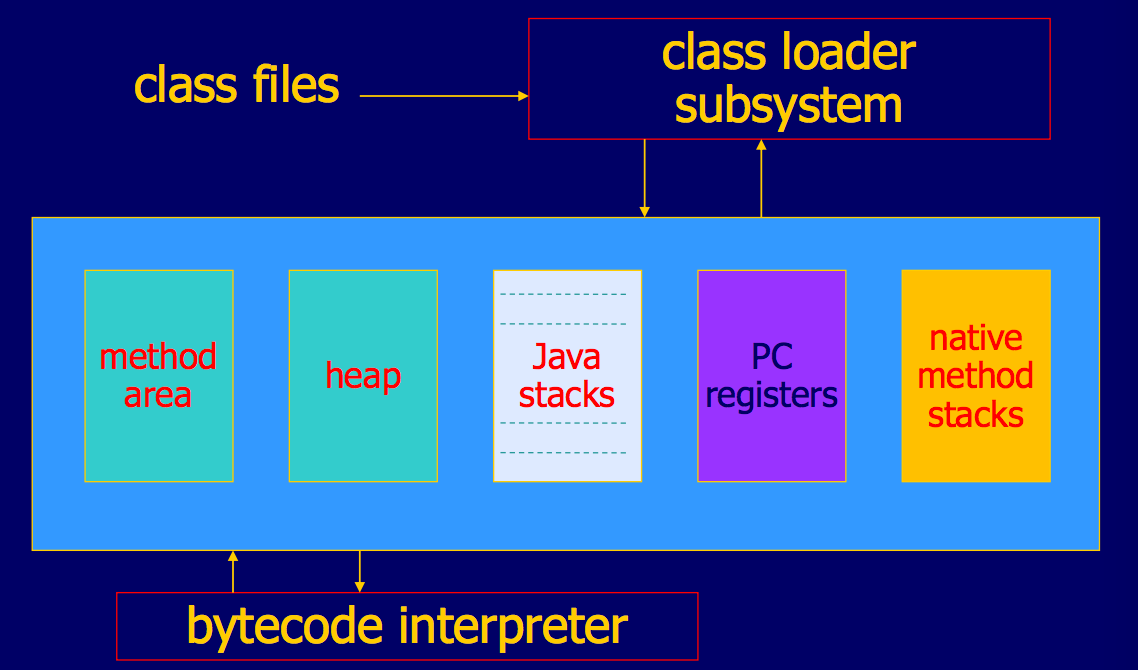 class files
class loader
subsystem
method
area
heap
Java
stacks
PC
registers
native
method
stacks
bytecode interpreter